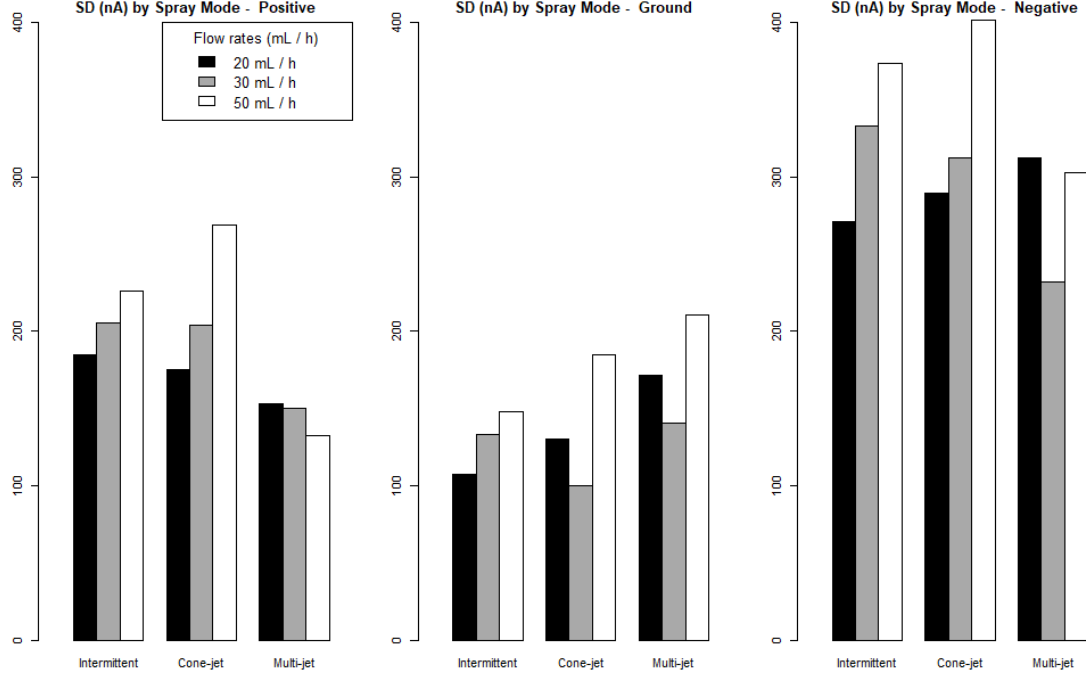 SD (nA) by Spray Mode - Positive
400
300
200
100
0
Flow rates (mL / h)
20 mL / h
30 mL / h
50 mL / h
Intermittent Cone-jet Multi-jet
SD (nA) by Spray Mode - Ground
400
300
200
100
0
Intermittent Cone-jet Multi-jet
SD (nA) by Spray Mode - Negative
400
300
200
100
0
Intermittent Cone-jet Multi-jet